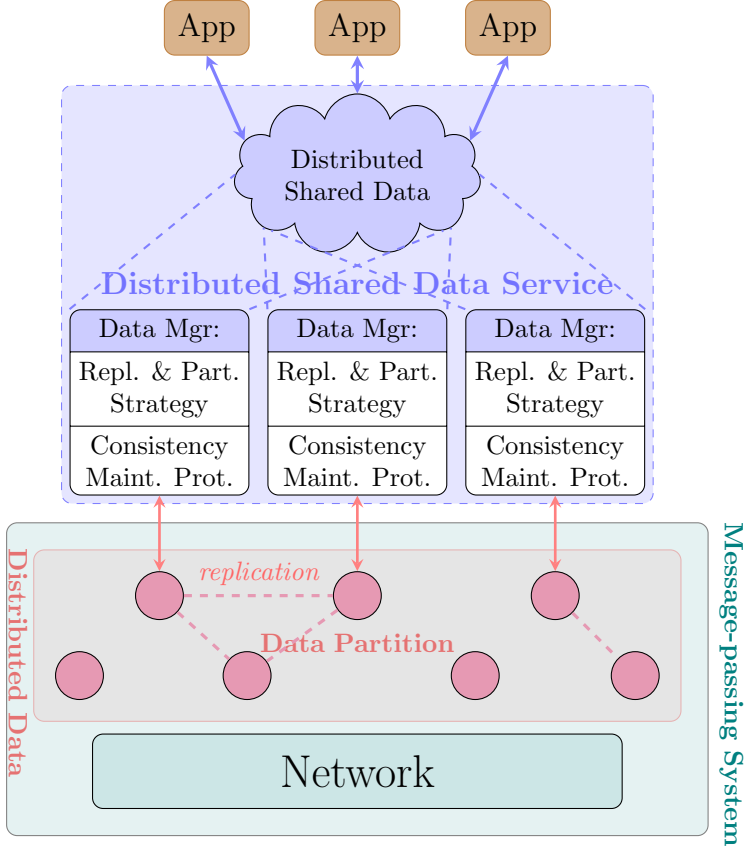 App
App
App
Distributed
Shared Data
Distributed Shared Data Service
Data Mgr:
Repl. & Part.
Strategy
Consistency
Maint. Prot.
Data Mgr:
Repl. & Part.
Strategy
Consistency
Maint. Prot.
Data Mgr:
Repl. & Part.
Strategy
Consistency
Maint. Prot.
Message-passing System
Distributed Data
replication
Data Partition
Network